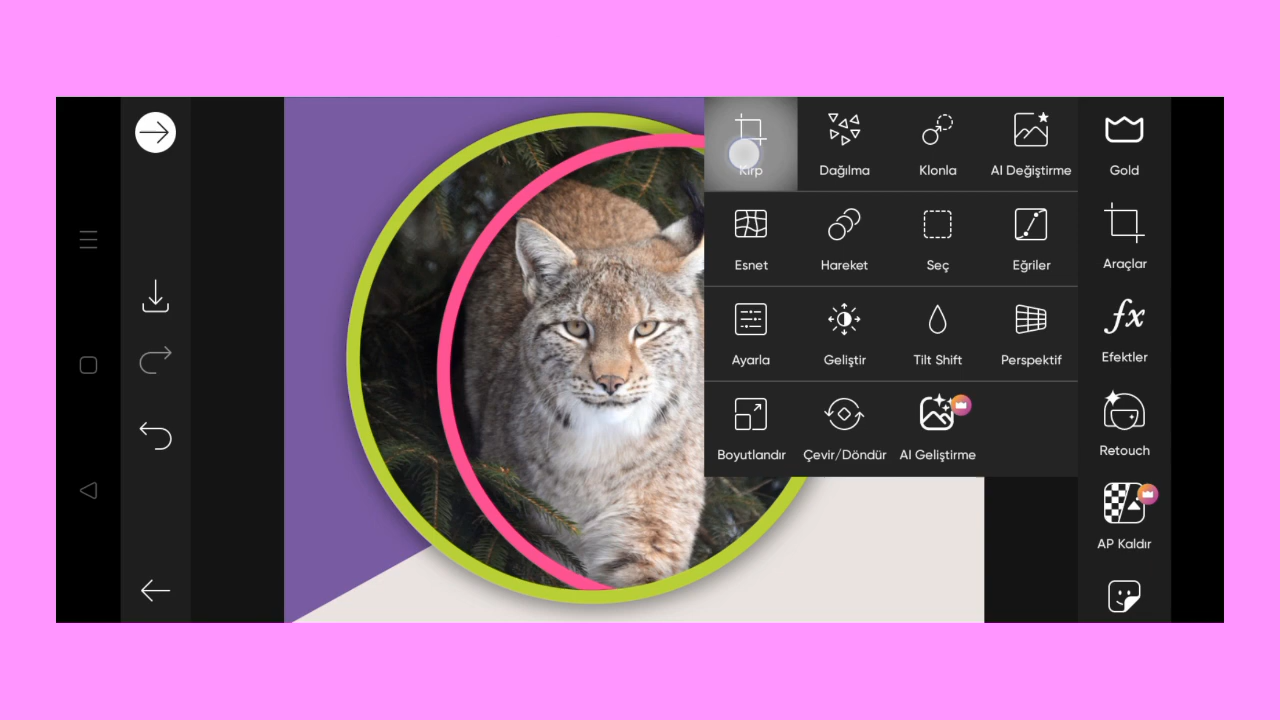 Kırp
Dağılma
Klonla
AI Değiştirme
Esnet
Hareket
Seç
Eğriler
Ayarla
Geliştir
Tilt Shift
Perspektif
Boyutlandır
Çevir/Döndür
AI Geliştirme
Gold
Araçlar
fx
Efektler
Retouch
AP Kaldır